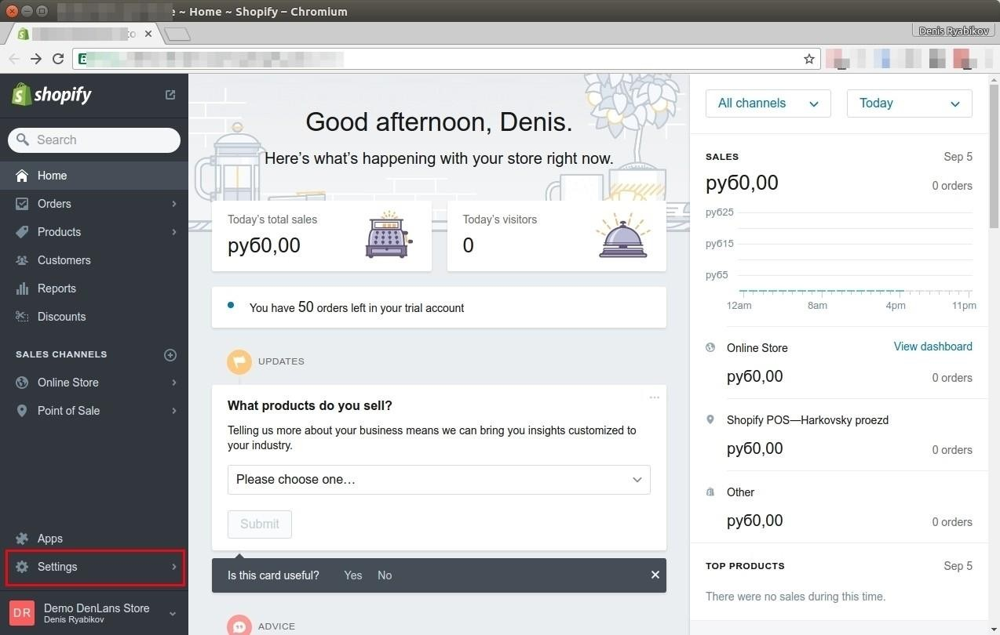 ~ Home ~ Shopify – Chromium
Denis Ryabikov
shopify
Search
Home
Orders
Products
Customers
Reports
Discounts
SALES CHANNELS
Online Store
Point of Sale
Apps
Settings
DR
Demo DenLans Store
Denis Ryabikov
Good afternoon, Denis.
Here's what's happening with your store right now.
Today's total sales
руб0,00
Today's visitors
0
You have 50 orders left in your trial account
UPDATES
What products do you sell?
Telling us more about your business means we can bring you insights customized to
your industry.
Please choose one…
Submit
Is this card useful? Yes No
ADVICE
All channels
Today
SALES Sep 5
руб0,00 0 orders
руб25
руб15
руб5
12am 8am 4pm 11pm
Online Store View dashboard
руб0,00 0 orders
Shopify POS—Harkovsky proezd
руб0,00 0 orders
Other
руб0,00 0 orders
TOP PRODUCTS Sep 5
There were no sales during this time.